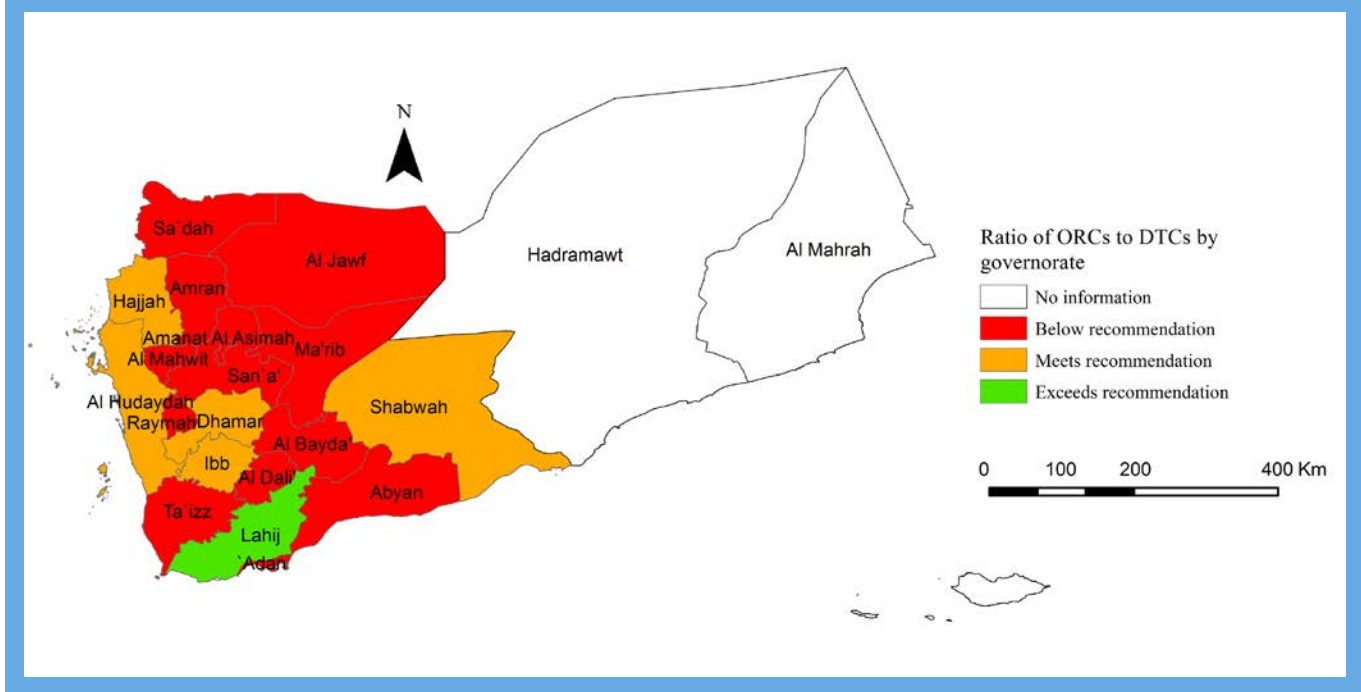 N
Sa`dah
Al Jawf
Hadramawt
Al Mahrah
Amran
Hajjah
Amanat Al Asimah
Ma'rib
Al Mahwit
San`a'
Al Hudaydah
Raymah
Dhamar
Shabwah
Al Bayda'
Ibb
Al Dali'
Abyan
Ta`izz
Lahij
`Adan
Ratio of ORCs to DTCs by
governorate
No information
Below recommendation
Meets recommendation
Exceeds recommendation
0 100 200 400 Km